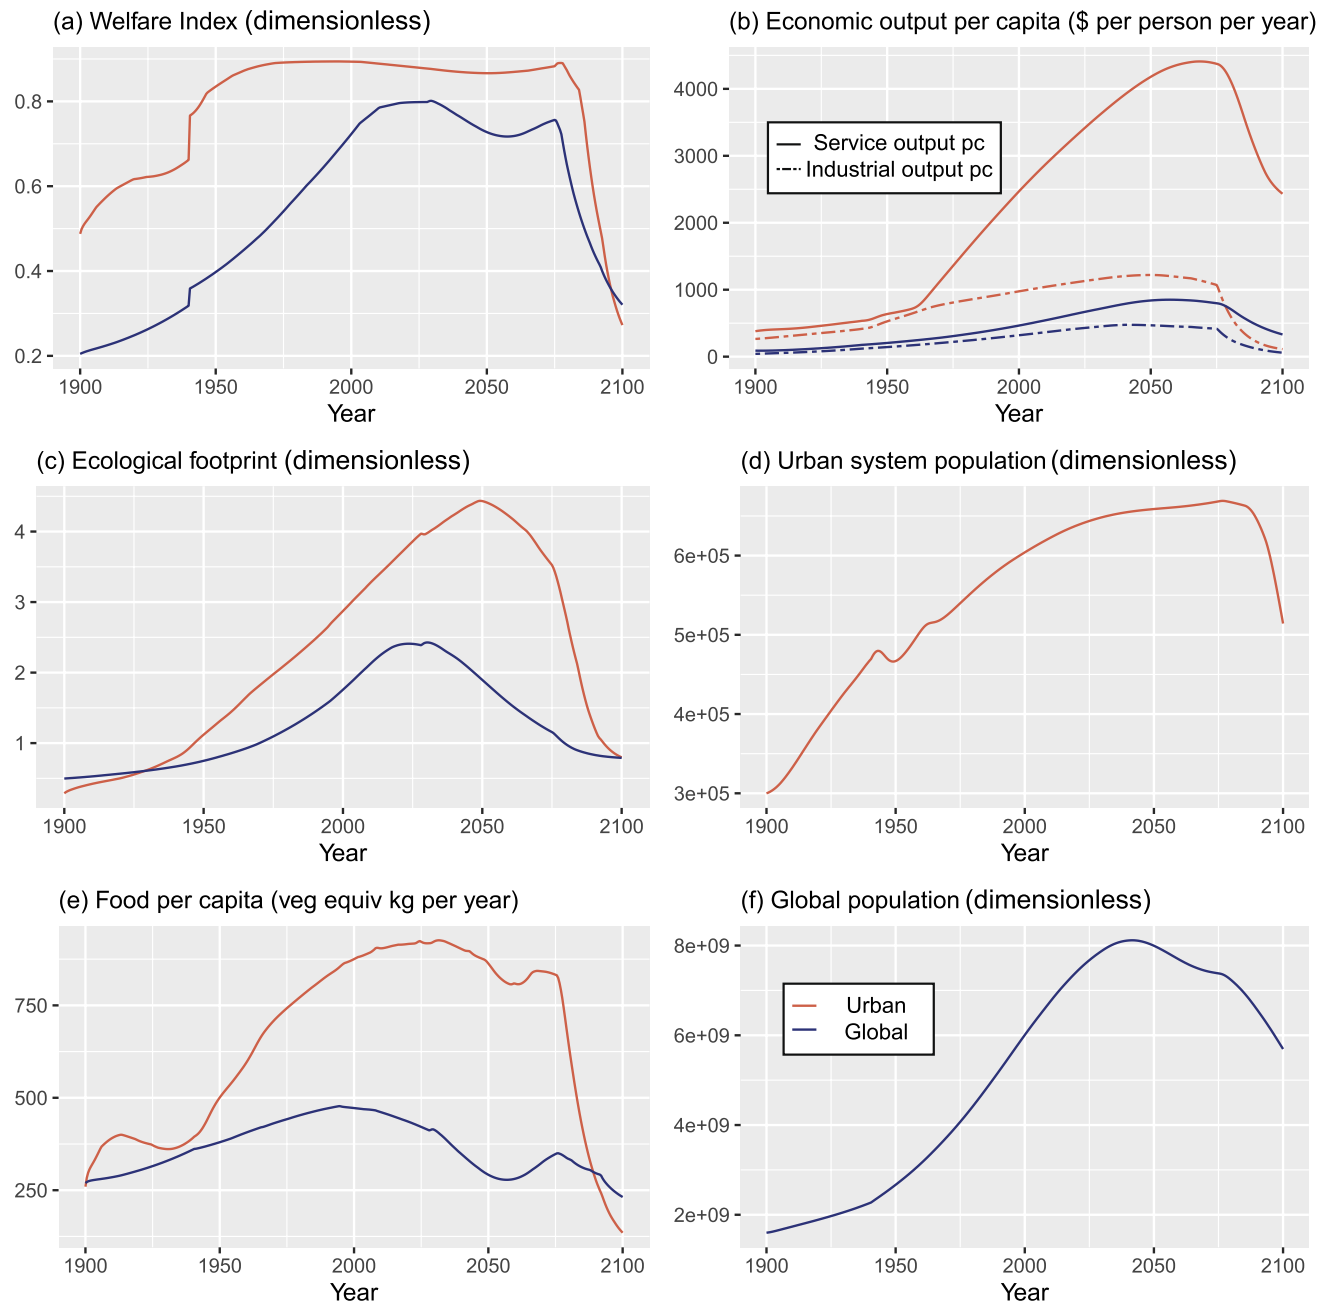 (a) Welfare Index (dimensionless)
0.8
0.6
0.4
0.2
1900 1950 2000 2050 2100
Year
(b) Economic output per capita ($ per person per year)
4000
3000
2000
1000
0
Service output pc
Industrial output pc
1900 1950 2000 2050 2100
Year
(c) Ecological footprint (dimensionless)
4
3
2
1
1900 1950 2000 2050 2100
Year
(d) Urban system population (dimensionless)
6e+05
5e+05
4e+05
3e+05
1900 1950 2000 2050 2100
Year
(e) Food per capita (veg equiv kg per year)
750
500
250
1900 1950 2000 2050 2100
Year
(f) Global population (dimensionless)
8e+09
6e+09
4e+09
2e+09
Urban
Global
1900 1950 2000 2050 2100
Year